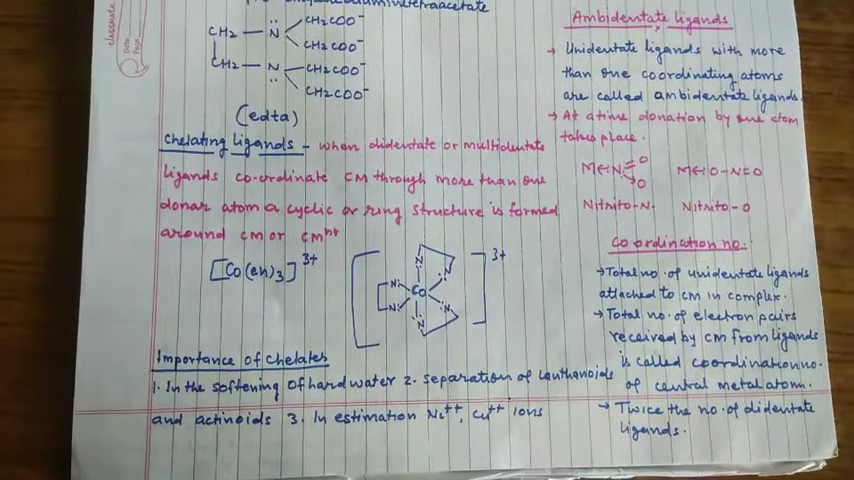 CH2 — N̈ CH2COO⁻
CH2COO⁻
CH2 — N̈ CH2COO⁻
CH2COO⁻
(edta)
Chelating ligands - when didentate or multidentate
ligands co-ordinate CM through more than one
donar atom a cyclic or ring structure is formed
around cm or cmⁿ⁺
[Co(en)3]³⁺
N N N Co N N N 3+
Importance of chelates
1. In the softening of hard water 2. separation of lanthanoids
and actinoids 3. In estimation Ni⁺⁺, Cu⁺⁺ ions
Ambidentate ligands
→ Unidentate ligands with more
than one coordinating atoms
are called ambidentate ligands.
→ At a time donation by one atom
takes place.
M←N=O →O M←O-N=O
Nitrito-N- Nitrito-O
Coordination no.
→ Total no. of unidentate ligands
attached to CM in complex.
→ Total no. of electron pairs
received by CM from ligands
is called coordination no.
of central metal atom.
→ Twice the no. of didentate
ligands.
classmate
Date
Page